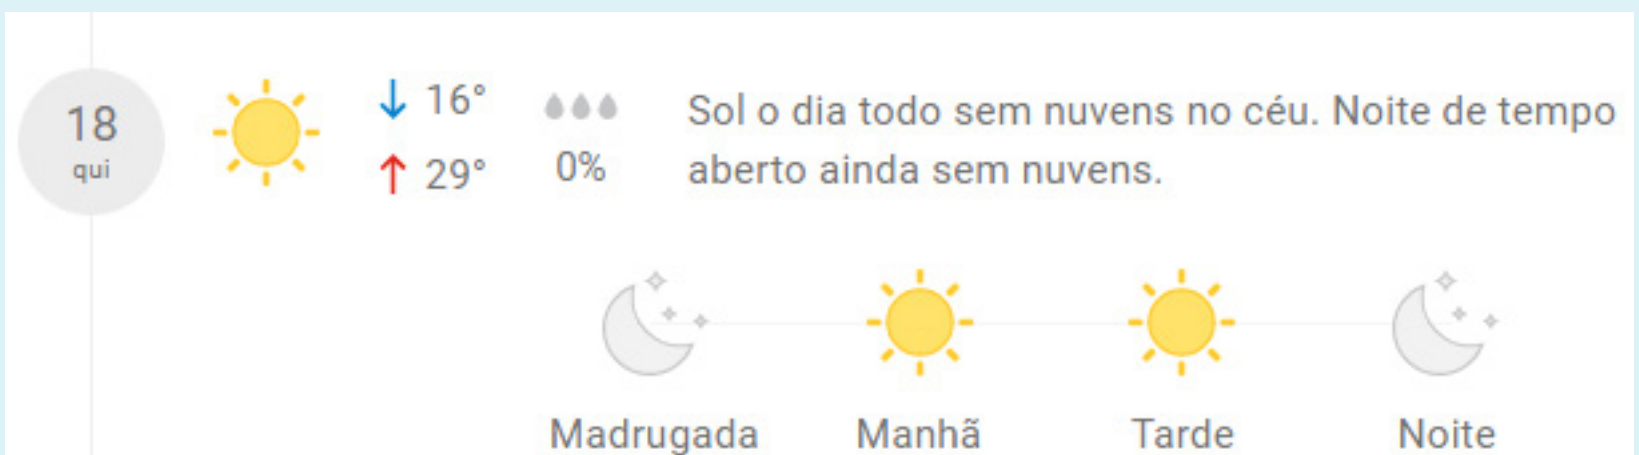 18
qui
16°
29°
0%
Sol o dia todo sem nuvens no céu. Noite de tempo
aberto ainda sem nuvens.
Madrugada Manhã Tarde Noite